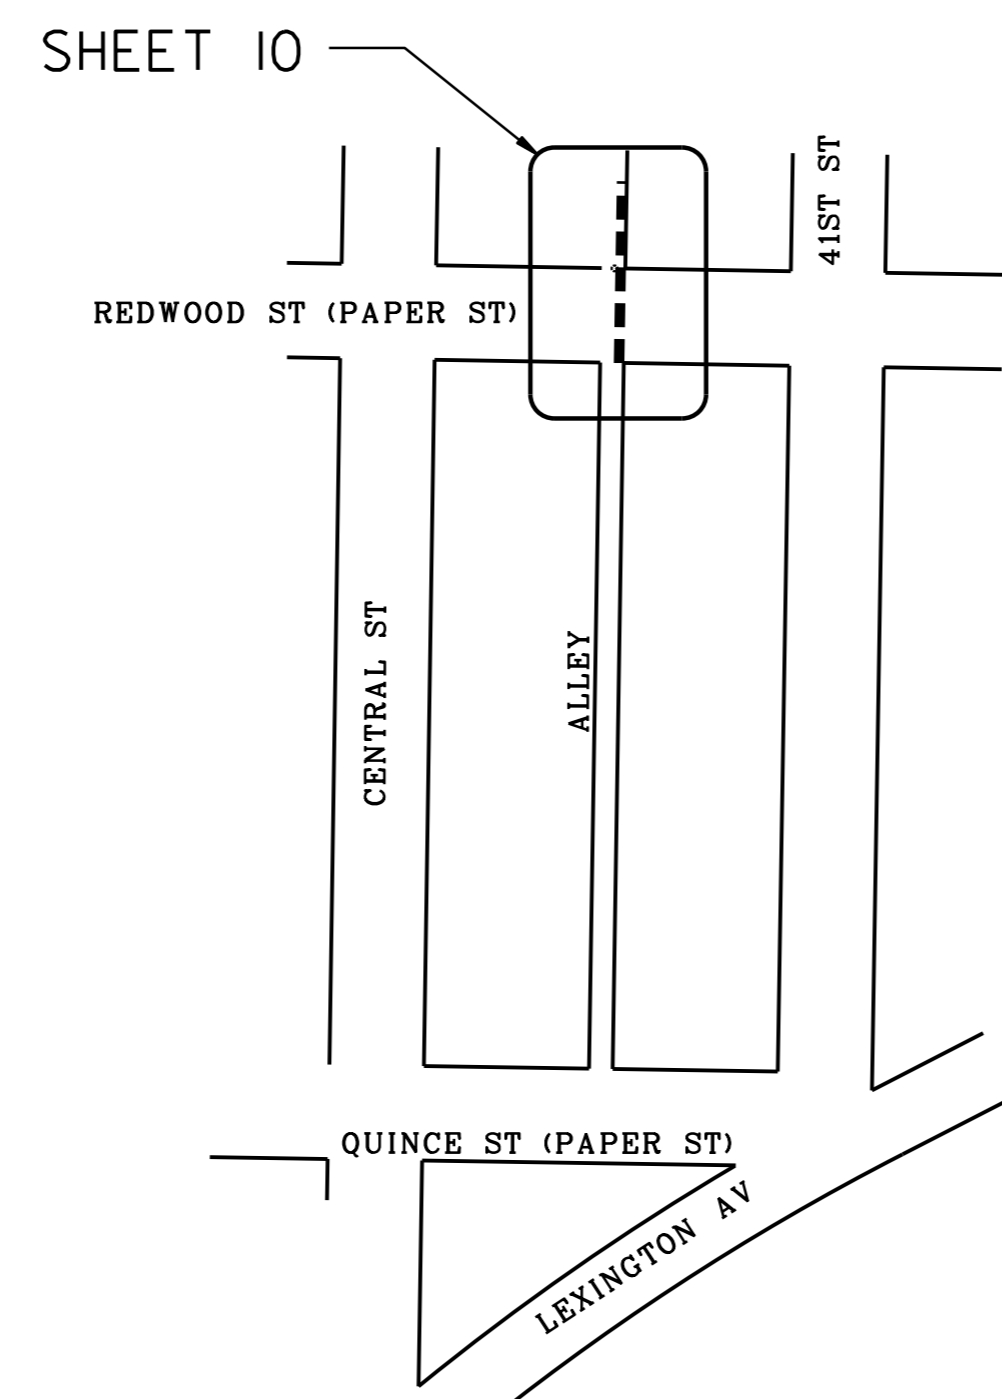 SHEET 10
41ST ST
REDWOOD ST (PAPER ST)
CENTRAL ST
ALLEY
QUINCE ST (PAPER ST)
LEXINGTON AV